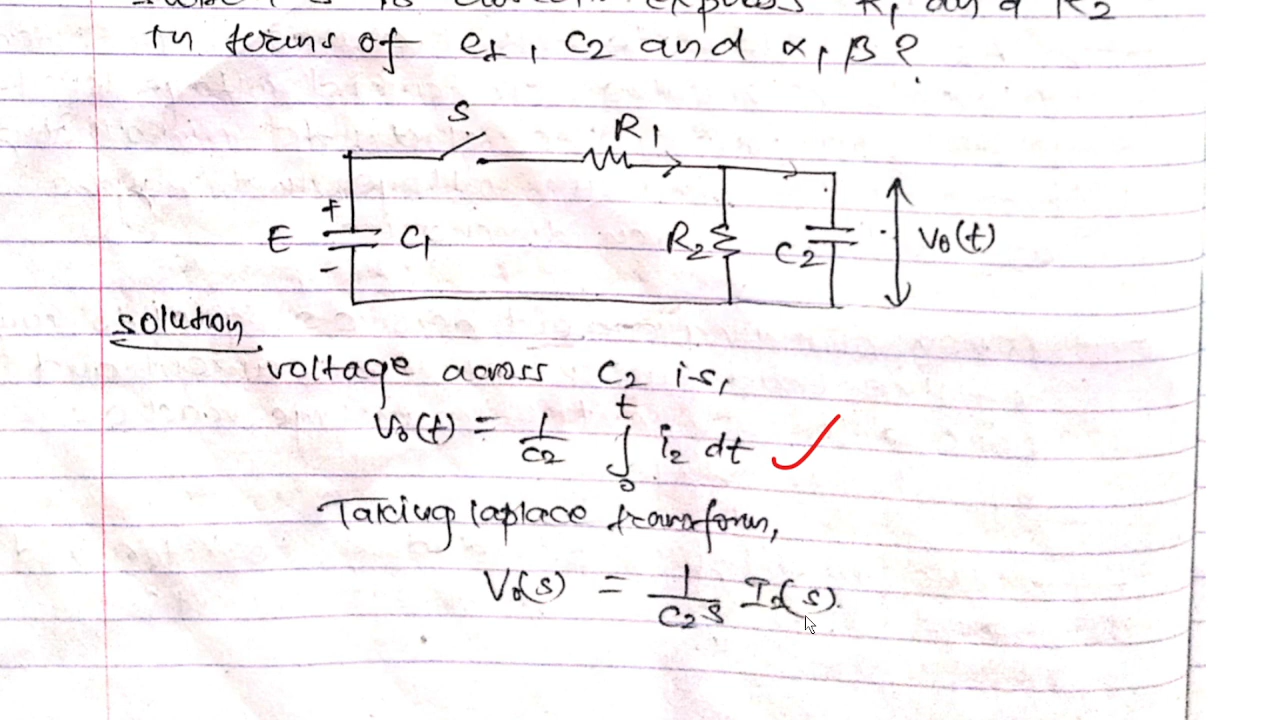 in terms of C1, C2 and α, β?
S
R1
+
E
C1
-
R2
C2
V0(t)
solution
voltage across C2 is,
V0(t) = 1/C2 ∫0t i2 dt
Taking laplace transform,
V0(s) = 1/C2S I2(s).